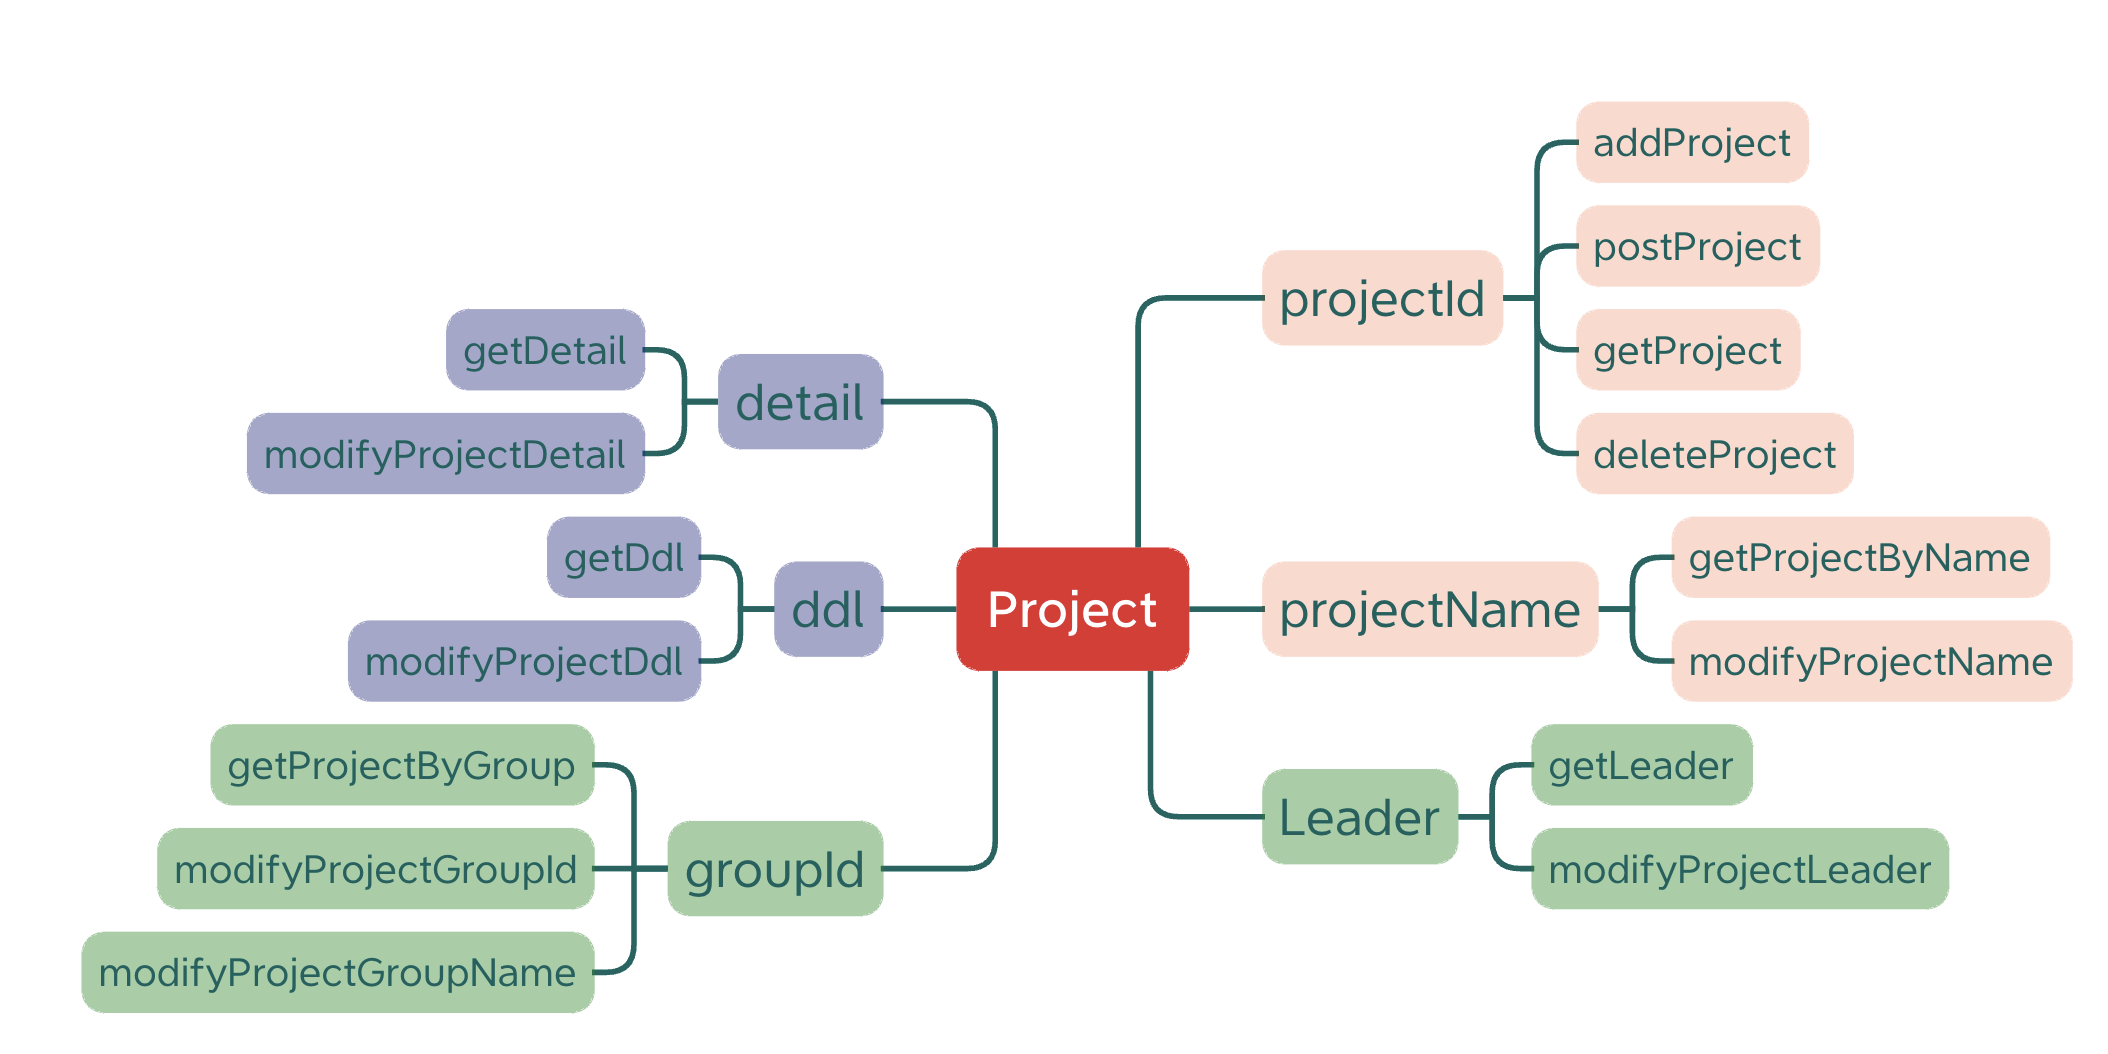 Project
projectId
addProject
postProject
getProject
deleteProject
projectName
getProjectByName
modifyProjectName
Leader
getLeader
modifyProjectLeader
detail
getDetail
modifyProjectDetail
ddl
getDdl
modifyProjectDdl
groupId
getProjectByGroup
modifyProjectGroupId
modifyProjectGroupName